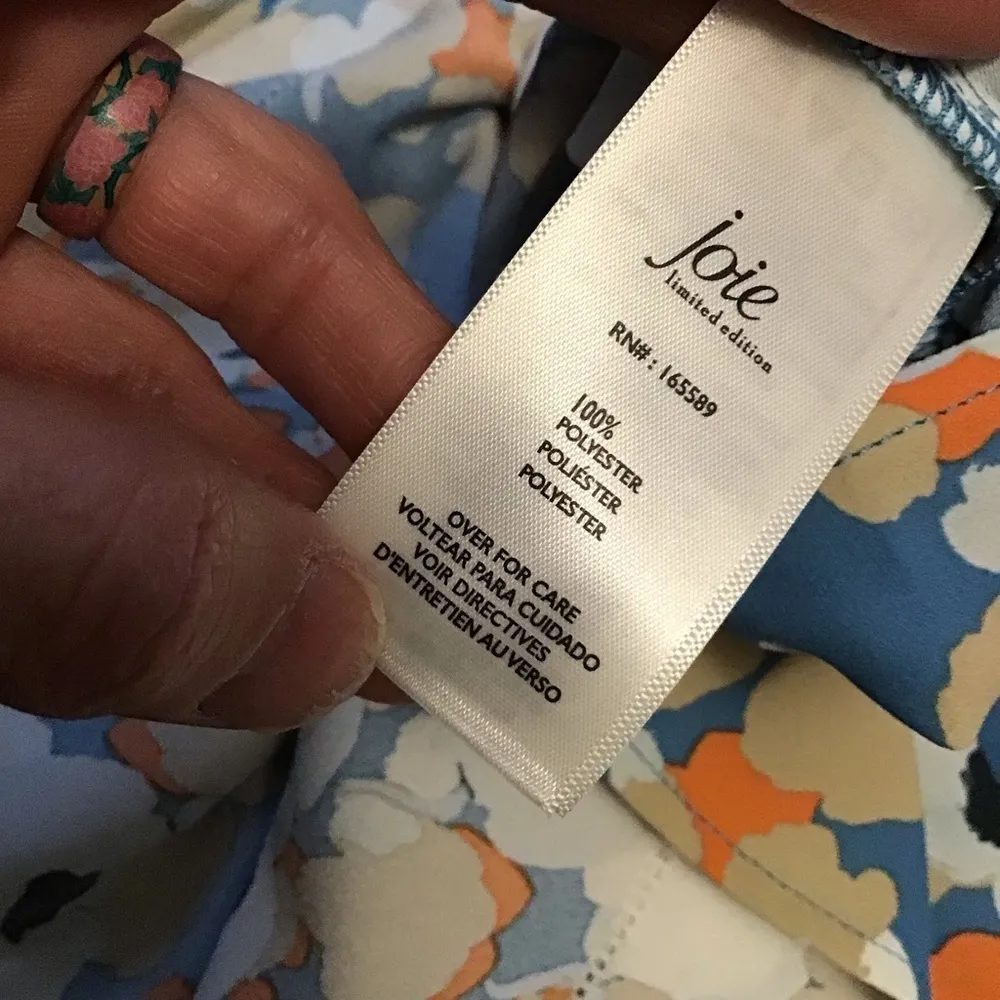 joie
limited edition
RN# : 165589
100%
POLYESTER
POLIÉSTER
POLYESTER
OVER FOR CARE
VOLTEAR PARA CUIDADO
VOIR DIRECTIVES
D'ENTRETIEN AU VERSO